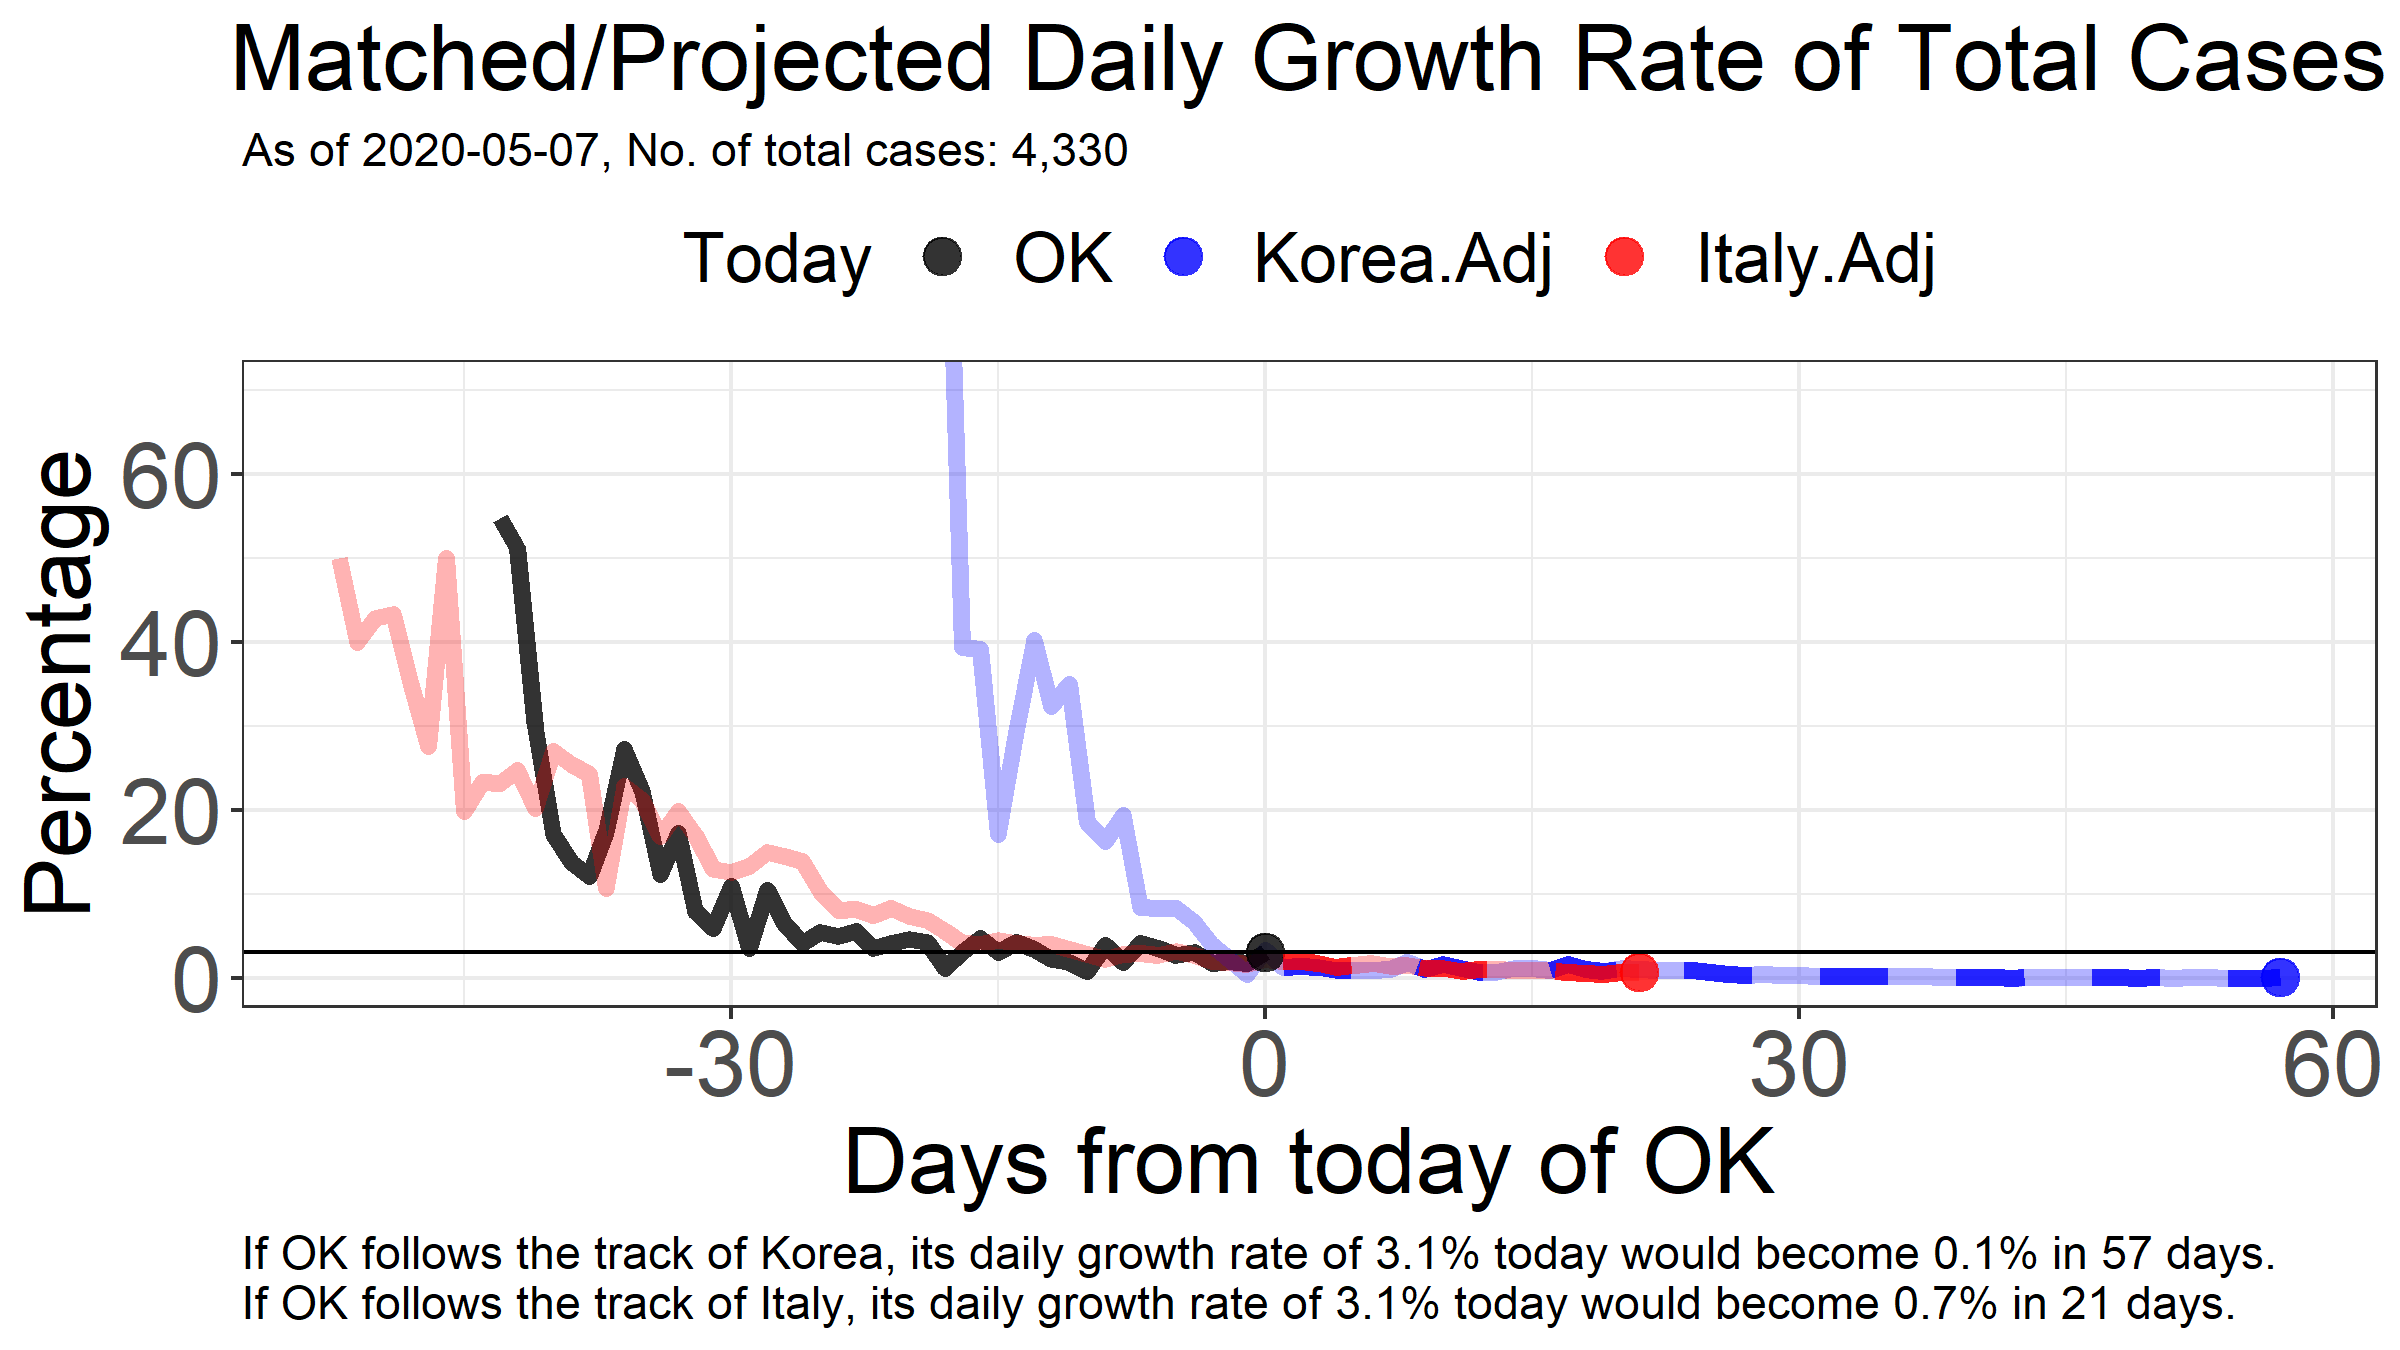 Matched/Projected Daily Growth Rate of Total Cases
As of 2020-05-07, No. of total cases: 4,330
Today OK Korea.Adj Italy.Adj
Percentage
60
40
20
0
-30 0 30 60
Days from today of OK
If OK follows the track of Korea, its daily growth rate of 3.1% today would become 0.1% in 57 days.
If OK follows the track of Italy, its daily growth rate of 3.1% today would become 0.7% in 21 days.